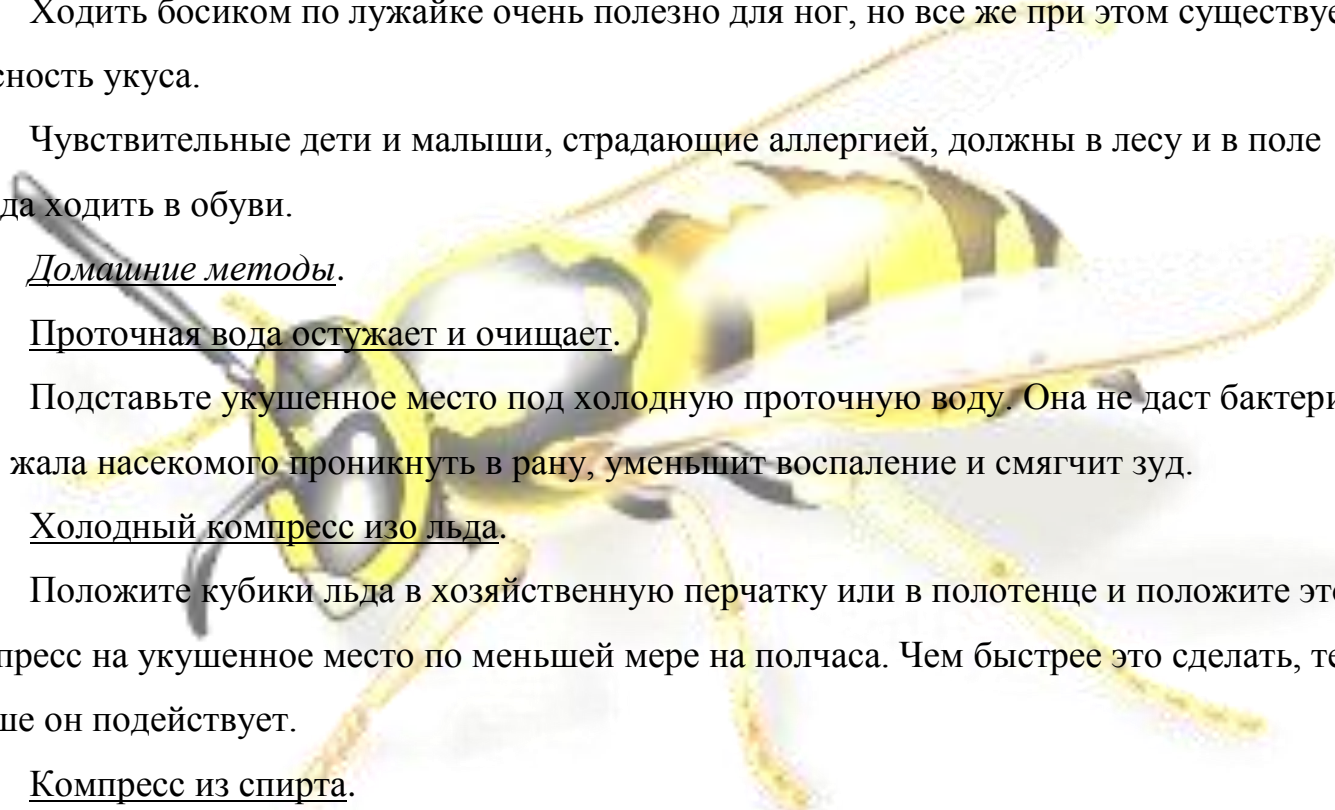 Ходить босиком по лужайке очень полезно для ног, но все же при этом существуе
сность укуса.
Чувствительные дети и малыши, страдающие аллергией, должны в лесу и в поле
да ходить в обуви.
Домашние методы.
Проточная вода остужает и очищает.
Подставьте укушенное место под холодную проточную воду. Она не даст бактери
жала насекомого проникнуть в рану, уменьшит воспаление и смягчит зуд.
Холодный компресс изо льда.
Положите кубики льда в хозяйственную перчатку или в полотенце и положите это
пресс на укушенное место по меньшей мере на полчаса. Чем быстрее это сделать, те
ше он подействует.
Компресс из спирта.